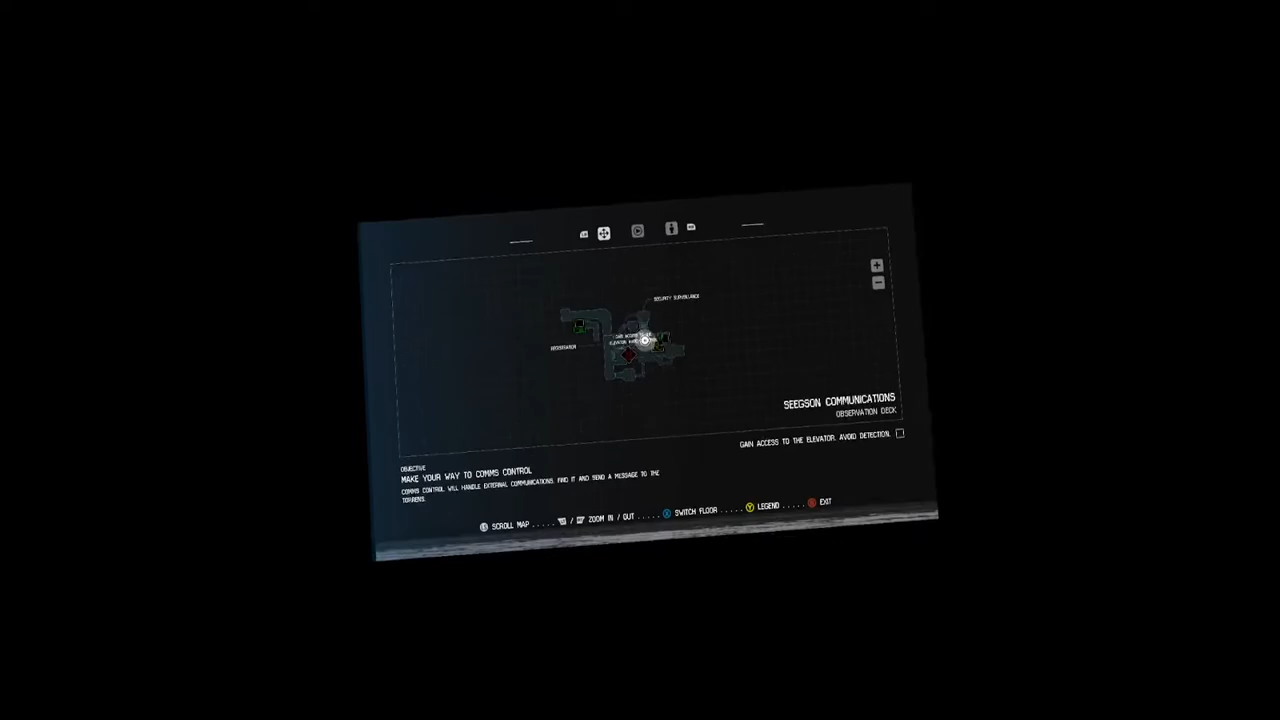 SECURITY SURVEILLANCE
REGISTRATION
SEEGSON COMMUNICATIONS
OBSERVATION DECK
GAIN ACCESS TO THE ELEVATOR. AVOID DETECTION.
OBJECTIVE
MAKE YOUR WAY TO COMMS CONTROL
COMMS CONTROL WILL HANDLE EXTERNAL COMMUNICATIONS. FIND IT AND SEND A MESSAGE TO THE
TORRENS.
SCROLL MAP ..... / ZOOM IN / OUT ..... X SWITCH FLOOR ..... Y LEGEND ..... EXIT